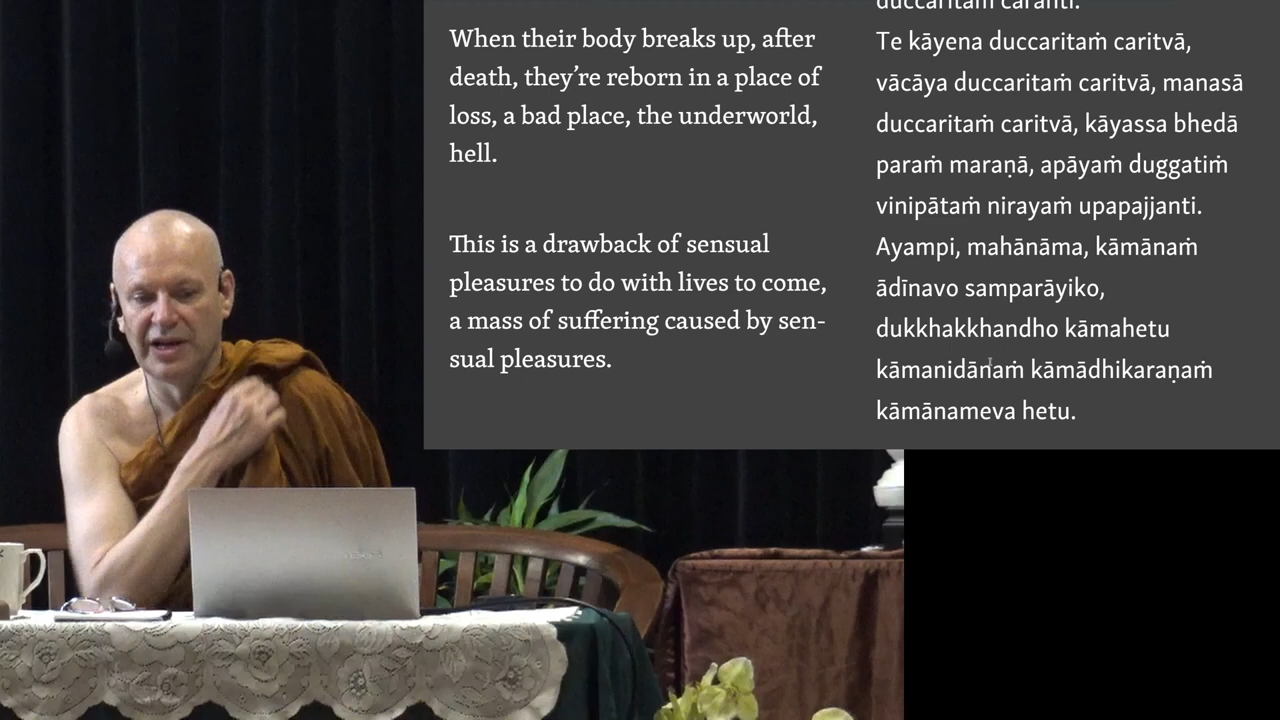 When their body breaks up, after
death, they’re reborn in a place of
loss, a bad place, the underworld,
hell.
This is a drawback of sensual
pleasures to do with lives to come,
a mass of suffering caused by sen-
sual pleasures.
duccaritaṁ caranti.
Te kāyena duccaritaṁ caritvā,
vācāya duccaritaṁ caritvā, manasā
duccaritaṁ caritvā, kāyassa bhedā
paraṁ maraṇā, apāyaṁ duggatiṁ
vinipātaṁ nirayaṁ upapajjanti.
Ayampi, mahānāma, kāmānaṁ
ādīnavo samparāyiko,
dukkhakkhandho kāmahetu
kāmanidānaṁ kāmādhikaraṇaṁ
kāmānameva hetu.